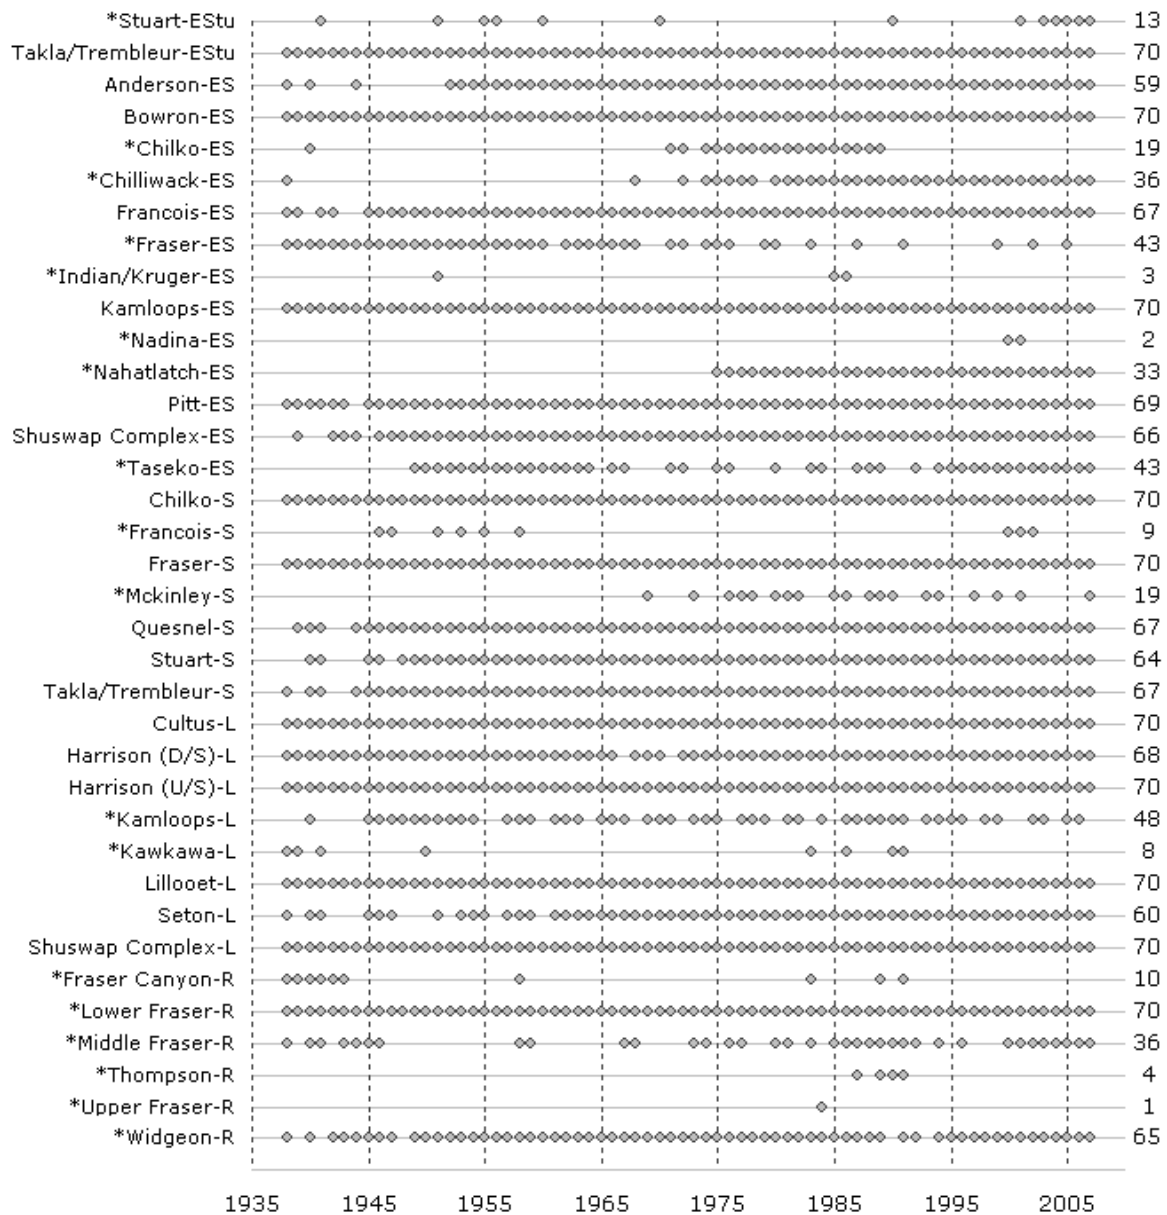 *Stuart-EStu 13
Takla/Trembleur-EStu 70
Anderson-ES 59
Bowron-ES 70
*Chilko-ES 19
*Chilliwack-ES 36
Francois-ES 67
*Fraser-ES 43
*Indian/Kruger-ES 3
Kamloops-ES 70
*Nadina-ES 2
*Nahatlatch-ES 33
Pitt-ES 69
Shuswap Complex-ES 66
*Taseko-ES 43
Chilko-S 70
*Francois-S 9
Fraser-S 70
*Mckinley-S 19
Quesnel-S 67
Stuart-S 64
Takla/Trembleur-S 67
Cultus-L 70
Harrison (D/S)-L 68
Harrison (U/S)-L 70
*Kamloops-L 48
*Kawkawa-L 8
Lillooet-L 70
Seton-L 60
Shuswap Complex-L 70
*Fraser Canyon-R 10
*Lower Fraser-R 70
*Middle Fraser-R 36
*Thompson-R 4
*Upper Fraser-R 1
*Widgeon-R 65
1935 1945 1955 1965 1975 1985 1995 2005